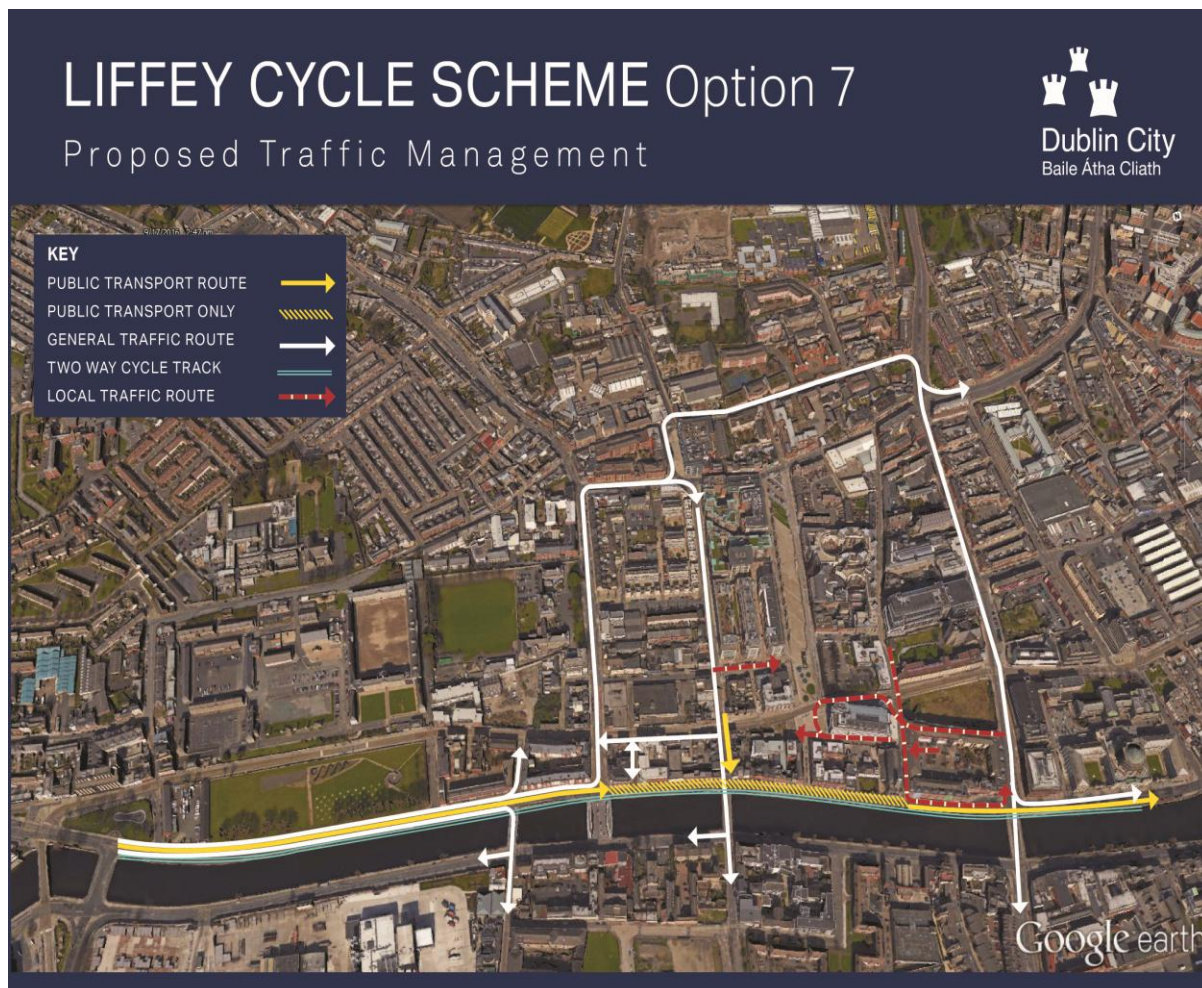 LIFFEY CYCLE SCHEME Option 7
Proposed Traffic Management
Dublin City
Baile Átha Cliath
KEY
PUBLIC TRANSPORT ROUTE
PUBLIC TRANSPORT ONLY
GENERAL TRAFFIC ROUTE
TWO WAY CYCLE TRACK
LOCAL TRAFFIC ROUTE
Google earth